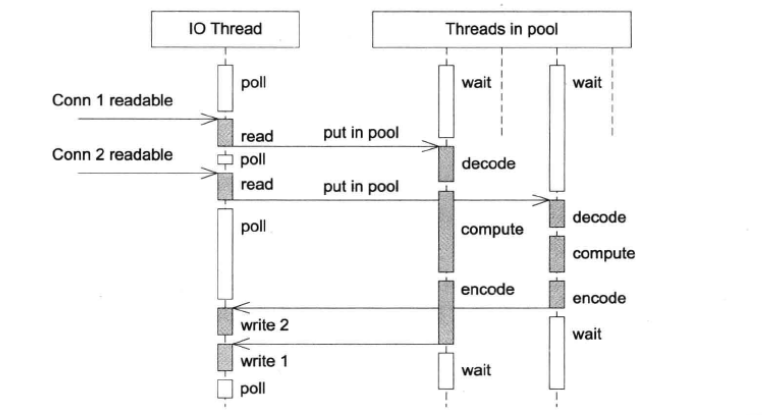 IO Thread
Threads in pool
poll
wait
wait
Conn 1 readable
read
put in pool
Conn 2 readable
poll
decode
read
put in pool
poll
compute
decode
compute
encode
encode
write 2
wait
write 1
wait
poll